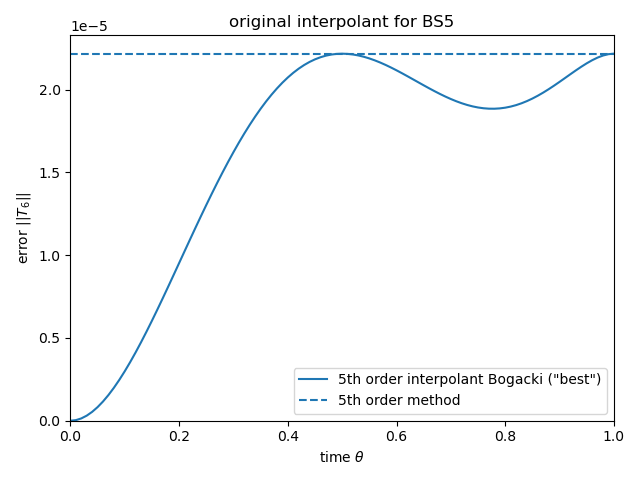 original interpolant for BS5
1e−5
2.0
1.5
1.0
0.5
0.0
error ||T₆||
0.0 0.2 0.4 0.6 0.8 1.0
time θ
5th order interpolant Bogacki ("best")
5th order method